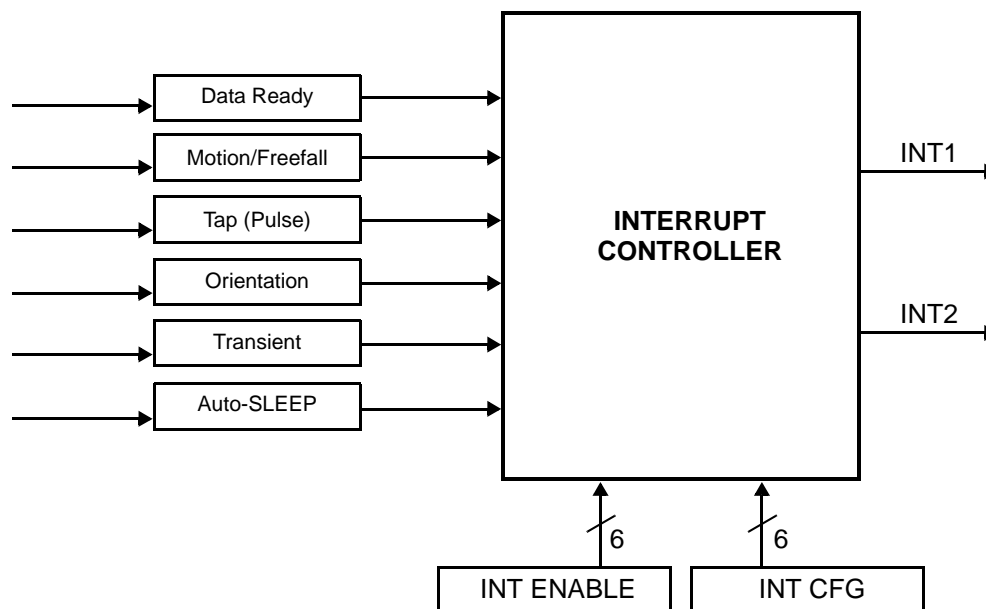 Data Ready
Motion/Freefall
Tap (Pulse)
Orientation
Transient
Auto-SLEEP
INTERRUPT
CONTROLLER
INT1
INT2
6
6
INT ENABLE
INT CFG